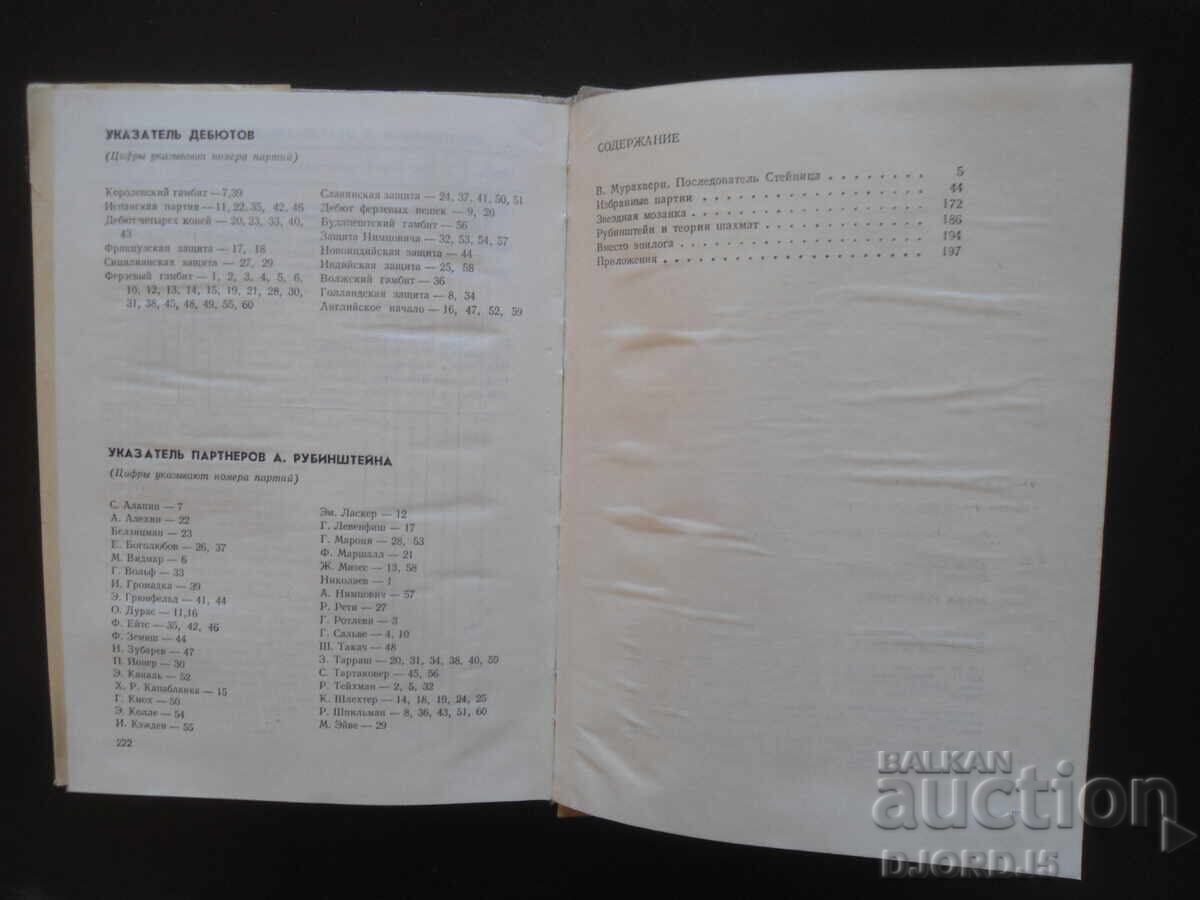 УКАЗАТЕЛЬ ДЕБЮТОВ
(Цифры указывают номера партий)
Королевский гамбит — 7,39
Испанская партия — 11, 22, 35, 42, 46
Дебют четырех коней — 20, 23, 33, 40,
43
Французская защита — 17, 18
Сицилианская защита — 27, 29
Ферзевый гамбит — 1, 2, 3, 4, 5, 6,
10, 12, 13, 14, 15, 19, 21, 28, 30,
31, 38, 45, 48, 49, 55, 60
Славянская защита — 24, 37, 41, 50, 51
Дебют ферзевых пешек — 9, 26
Будапештский гамбит — 56
Защита Нимцовича — 32, 53, 54, 57
Новоиндийская защита — 44
Индийская защита — 25, 58
Волжский гамбит — 36
Голландская защита — 8, 34
Английское начало — 16, 47, 52, 59
УКАЗАТЕЛЬ ПАРТНЕРОВ А. РУБИНШТЕЙНА
(Цифры указывают номера партий)
С. Алапин — 7
А. Алехин — 22
Белзицман — 23
Е. Боголюбов — 26, 37
М. Видмар — 6
Г. Вольф — 33
И. Громадка — 39
Э. Грюнфельд — 41, 44
О. Дурас — 11,16
Ф. Ейтс — 35, 42, 46
Ф. Земиш — 44
Н. Зубарев — 47
П. Ионер — 30
Э. Каналь — 52
Х. Р. Капабланка — 15
Г. Кмох — 50
Э. Колле — 54
И. Кэжден — 55
222
Эм. Ласкер — 12
Г. Левенфиш — 17
Г. Мароци — 28, 53
Ф. Маршалл — 21
Ж. Мизес — 13, 58
Николаев — 1
А. Нимцович — 57
Р. Рети — 27
Г. Ротлеви — 3
Г. Сальве — 4, 10
Ш. Такач — 48
З. Тарраш — 20, 31, 34, 38, 40, 59
С. Тартаковер — 45, 56
Р. Тейхман — 2, 5, 32
К. Шлехтер — 14, 18, 19, 24, 25
Р. Шпильман — 8, 36, 43, 51, 60
М. Эйве — 29
СОДЕРЖАНИЕ
В. Мурахвери. Последователь Стейница . . . . . . . . 5
Избранные партии . . . . . . . . 44
Звездная мозаика . . . . . . . . 172
Рубинштейн и теория шахмат . . . . . . . . 186
Вместо эпилога . . . . . . . . 194
Приложения . . . . . . . . 197
BALKAN
auction
DJORD.15